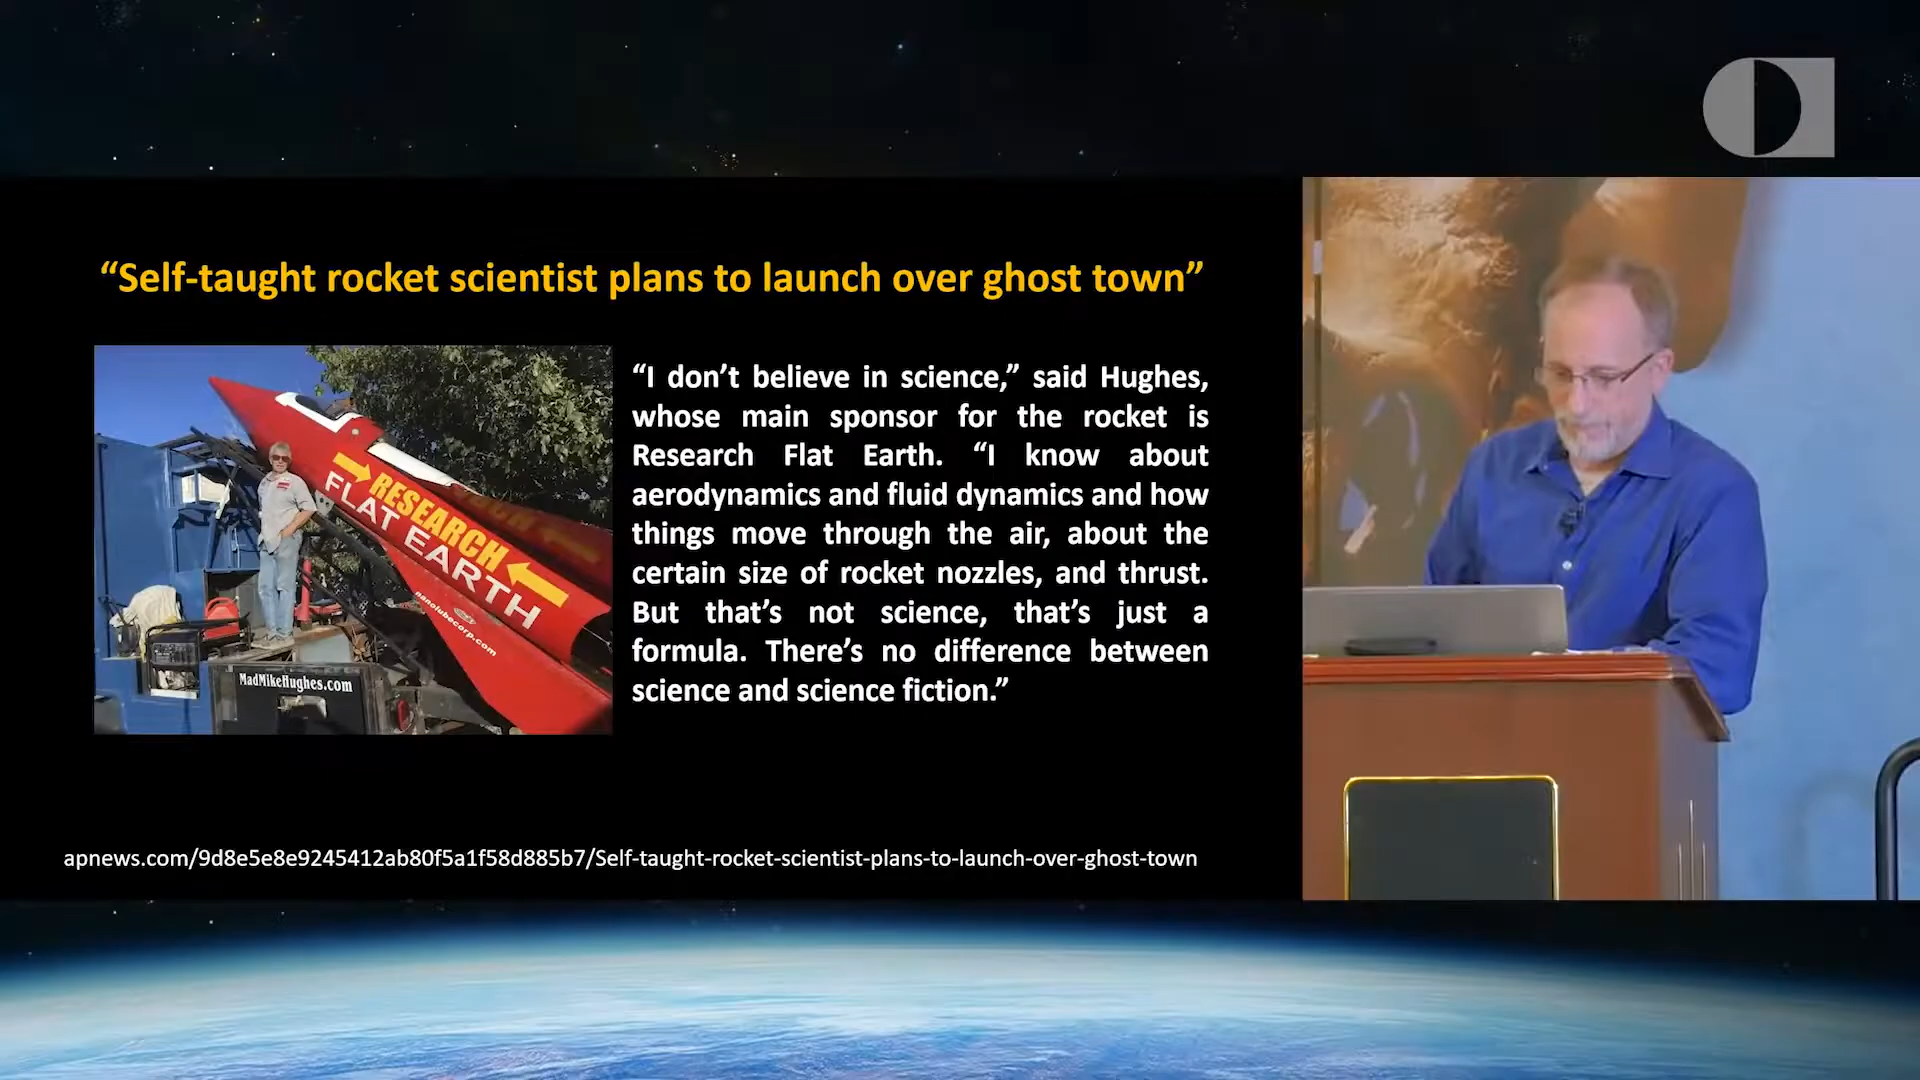 “Self-taught rocket scientist plans to launch over ghost town”
“I don’t believe in science,” said Hughes,
whose main sponsor for the rocket is
Research Flat Earth. “I know about
aerodynamics and fluid dynamics and how
things move through the air, about the
certain size of rocket nozzles, and thrust.
But that’s not science, that’s just a
formula. There’s no difference between
science and science fiction.”
RESEARCH
FLAT EARTH
nanolubecorp.com
MadMikeHughes.com
apnews.com/9d8e5e8e9245412ab80f5a1f58d885b7/Self-taught-rocket-scientist-plans-to-launch-over-ghost-town